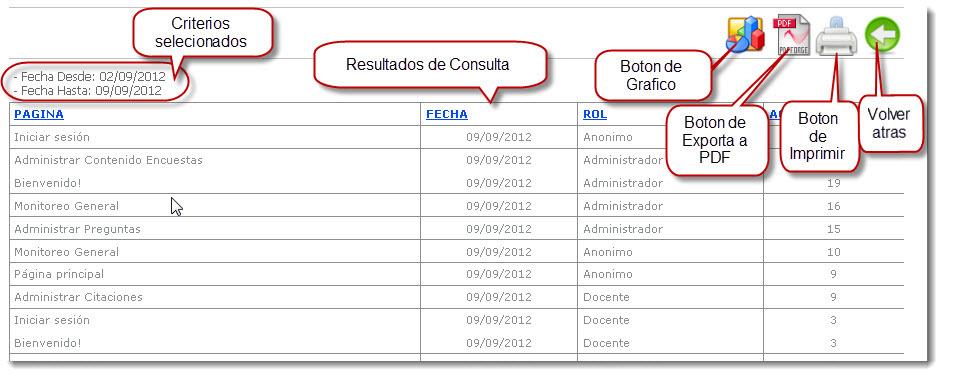 Criterios
selecionados
- Fecha Desde: 02/09/2012
- Fecha Hasta: 09/09/2012
Resultados de Consulta
Boton de
Grafico
PDF
PDFFORGE
Boton de
Exporta a
PDF
Boton
de
Imprimir
Volver
atras
PAGINA FECHA ROL
Iniciar sesión 09/09/2012 Anonimo
Administrar Contenido Encuestas 09/09/2012 Administrador
Bienvenido! 09/09/2012 Administrador 19
Monitoreo General 09/09/2012 Administrador 16
Administrar Preguntas 09/09/2012 Administrador 15
Monitoreo General 09/09/2012 Anonimo 10
Página principal 09/09/2012 Anonimo 9
Administrar Citaciones 09/09/2012 Docente 9
Iniciar sesión 09/09/2012 Docente 3
Bienvenido! 09/09/2012 Docente 3